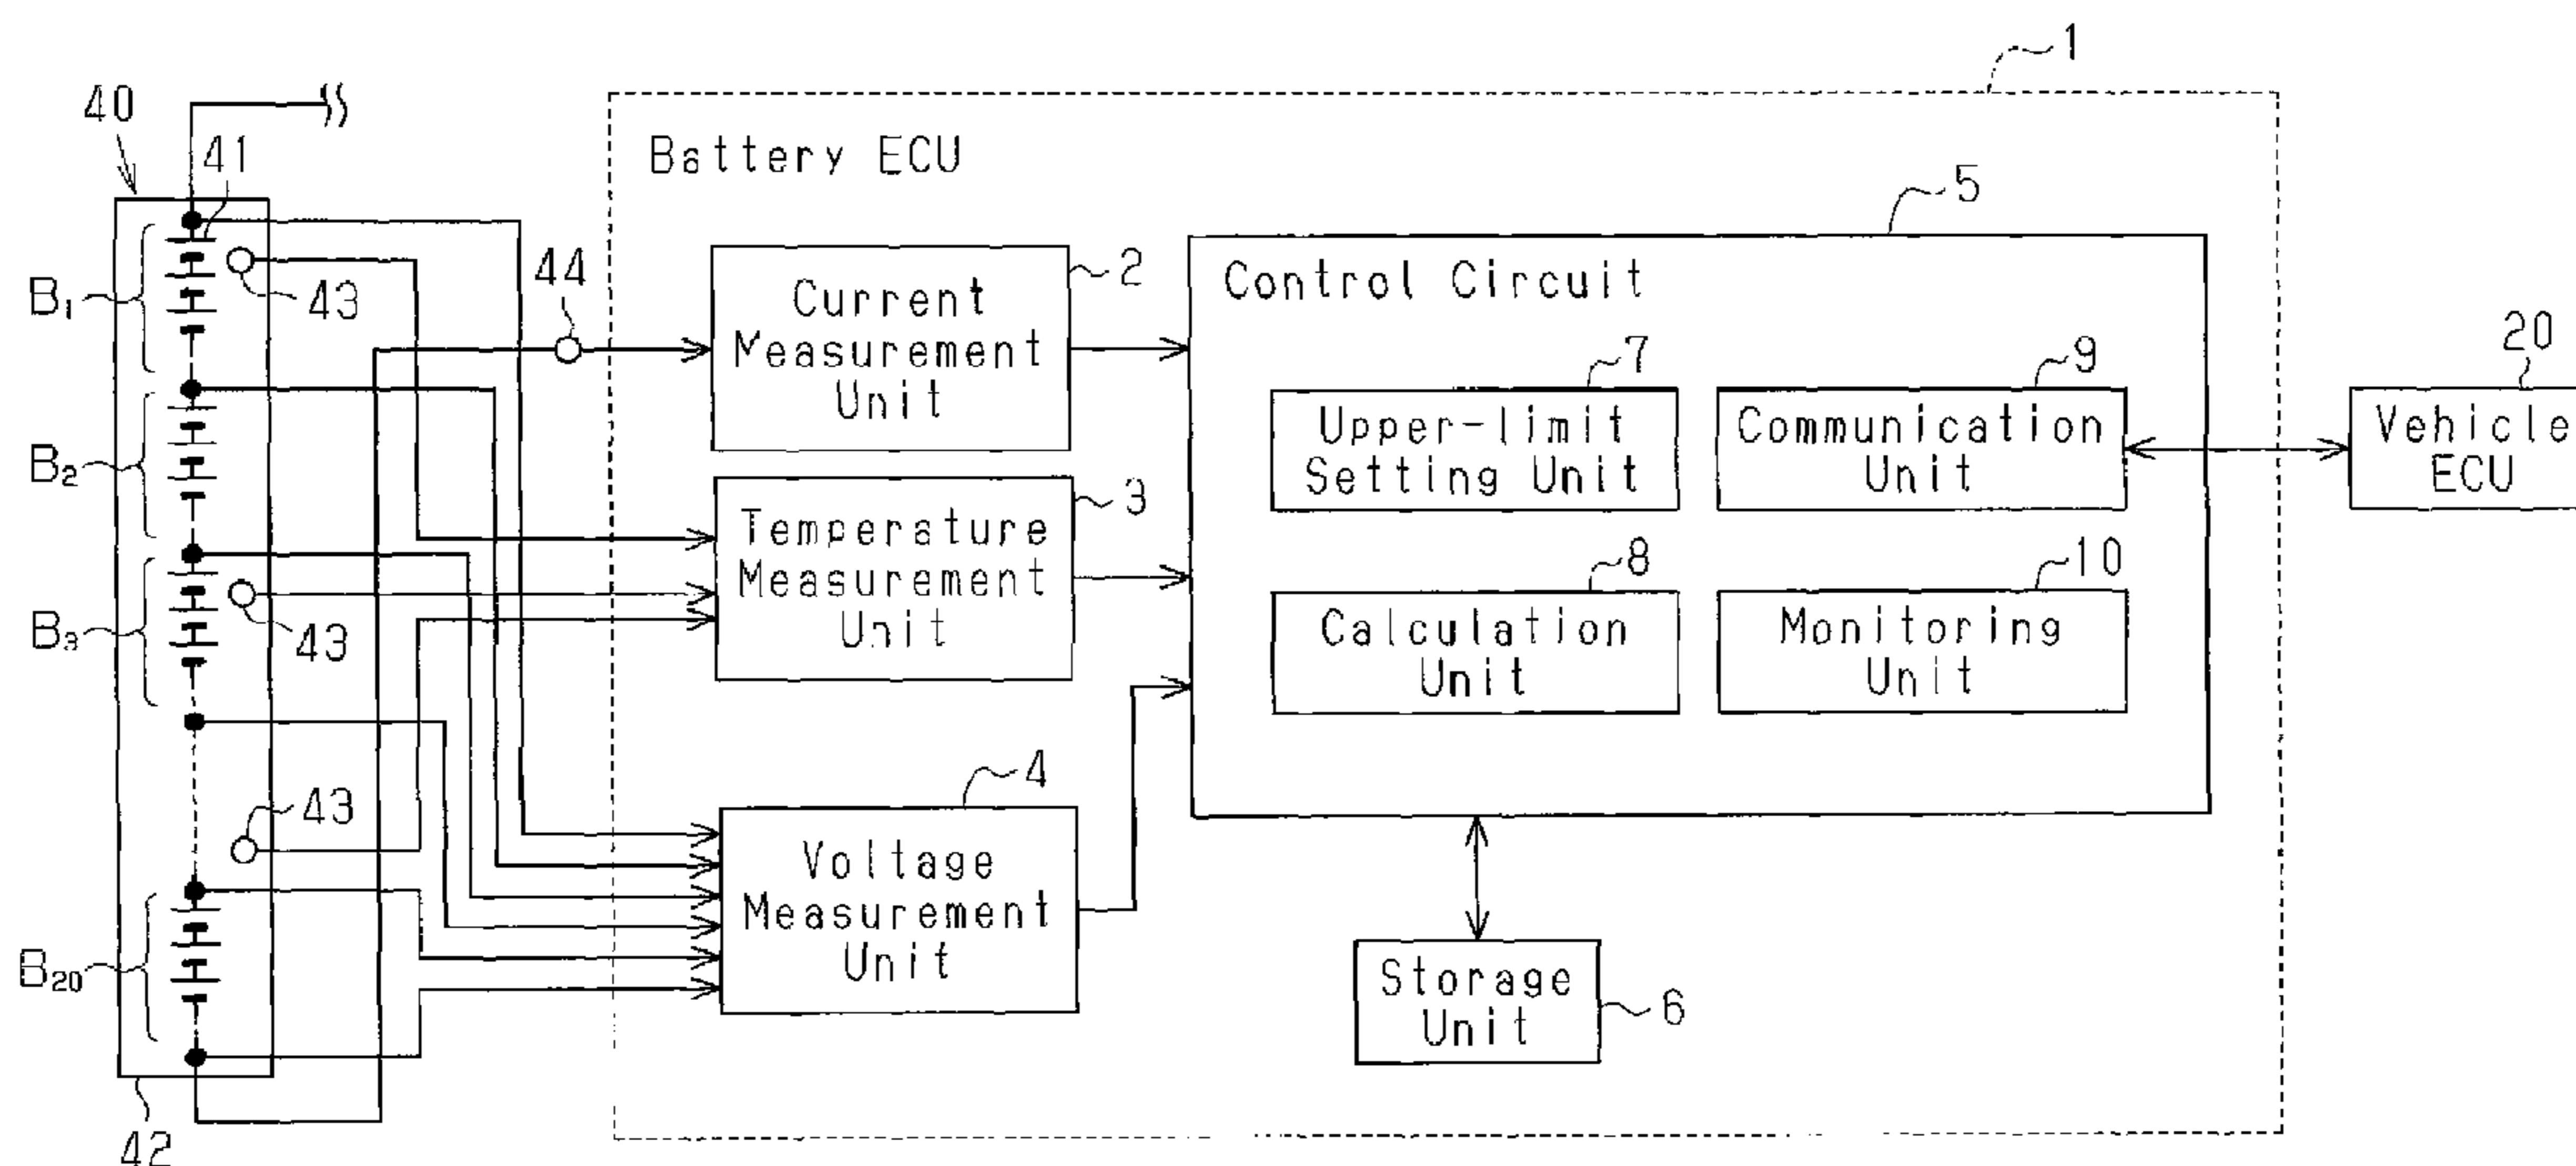 1
40
41
Battery ECU
5
44
2
Control Circuit
B₁
43
Current
Measurement
Unit
20
7
9
Upper-limit
Setting Unit
Communication
Unit
Vehicle
ECU
B₂
3
Temperature
Measurement
Unit
8
10
B₃
43
Calculation
Unit
Monitoring
Unit
4
43
Voltage
Measurement
Unit
B₂₀
Storage
Unit
6
42